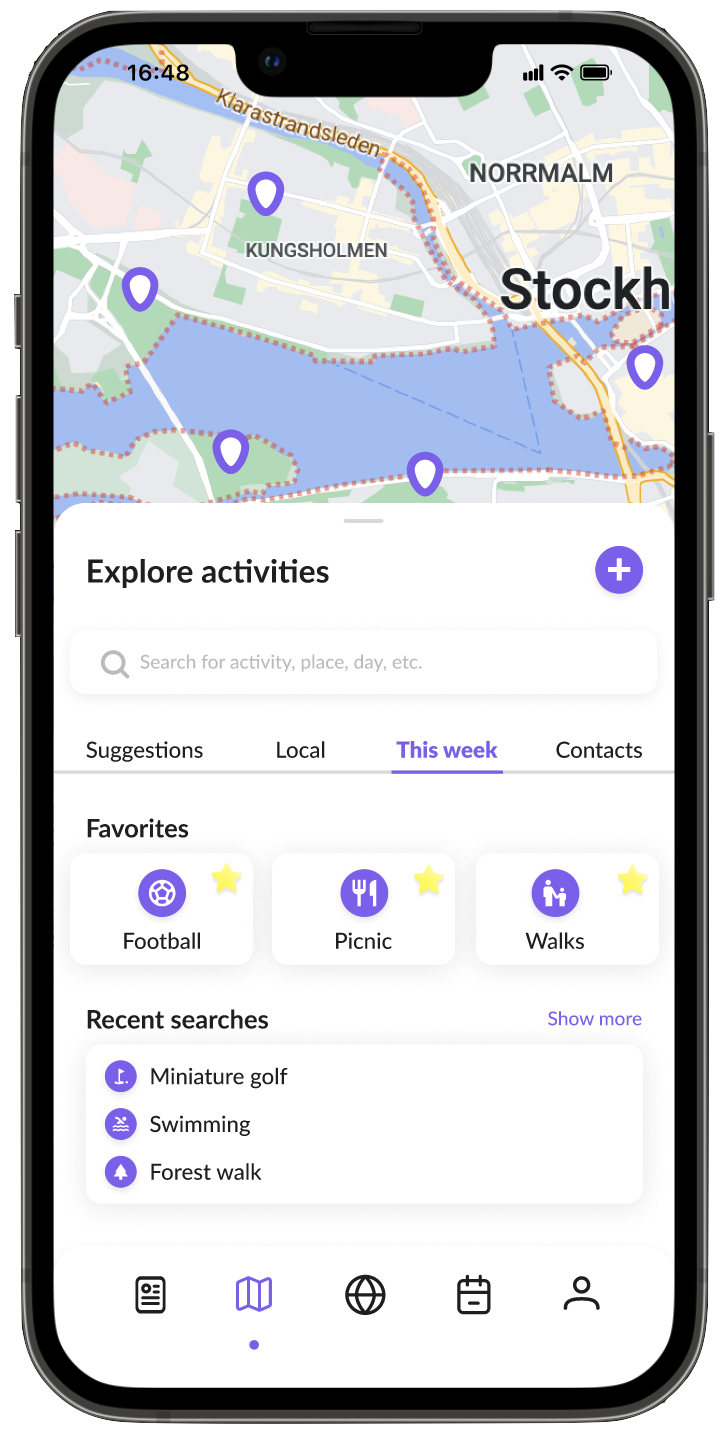 16:48
Klarastrandsleden
NORRMALM
KUNGSHOLMEN
Stockh
Explore activities
Search for activity, place, day, etc.
Suggestions Local This week Contacts
Favorites
Football Picnic Walks
Recent searches Show more
Miniature golf
Swimming
Forest walk